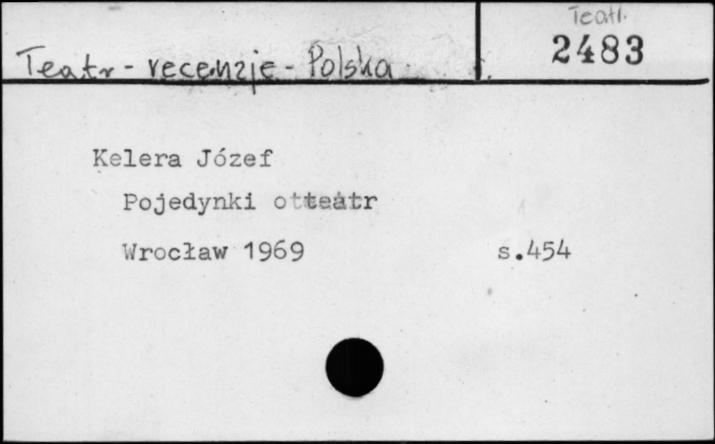 Teatr.
2483
Teatr - recenzje - Polska
Kelera Józef
Pojedynki o teatr
Wrocław 1969 s.454